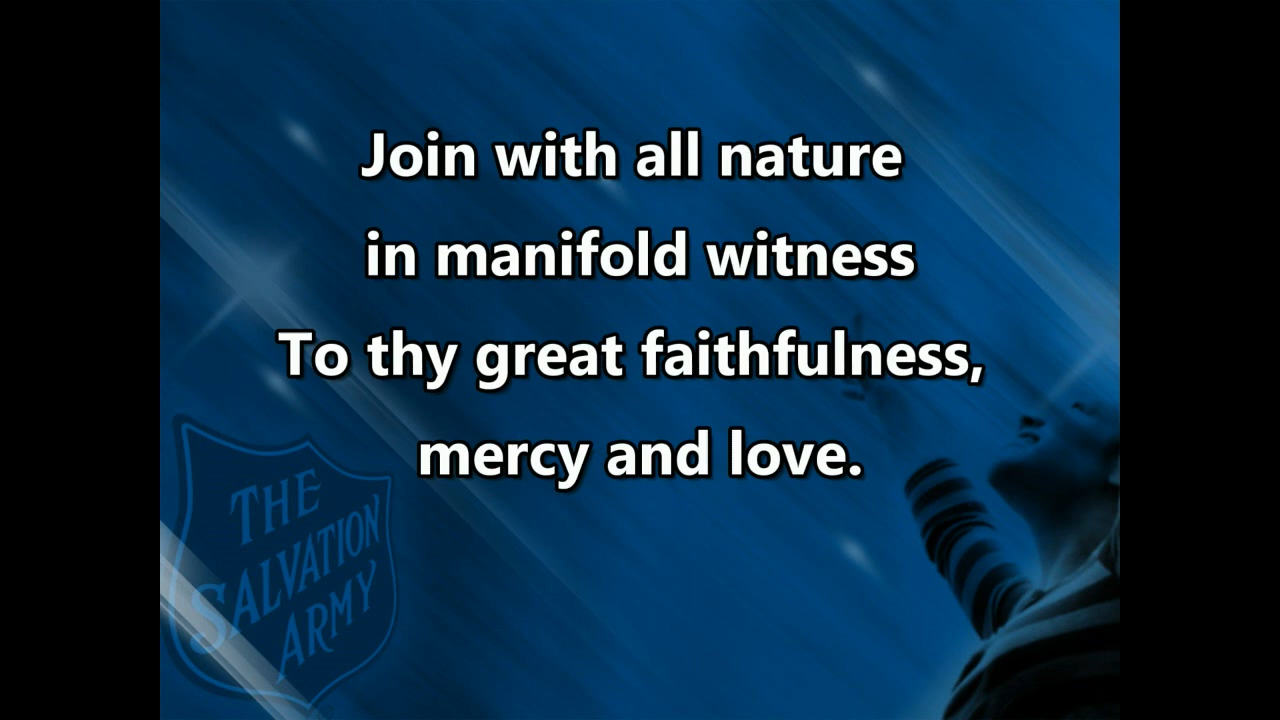 Join with all nature
in manifold witness
To thy great faithfulness,
mercy and love.
THE
SALVATION
ARMY